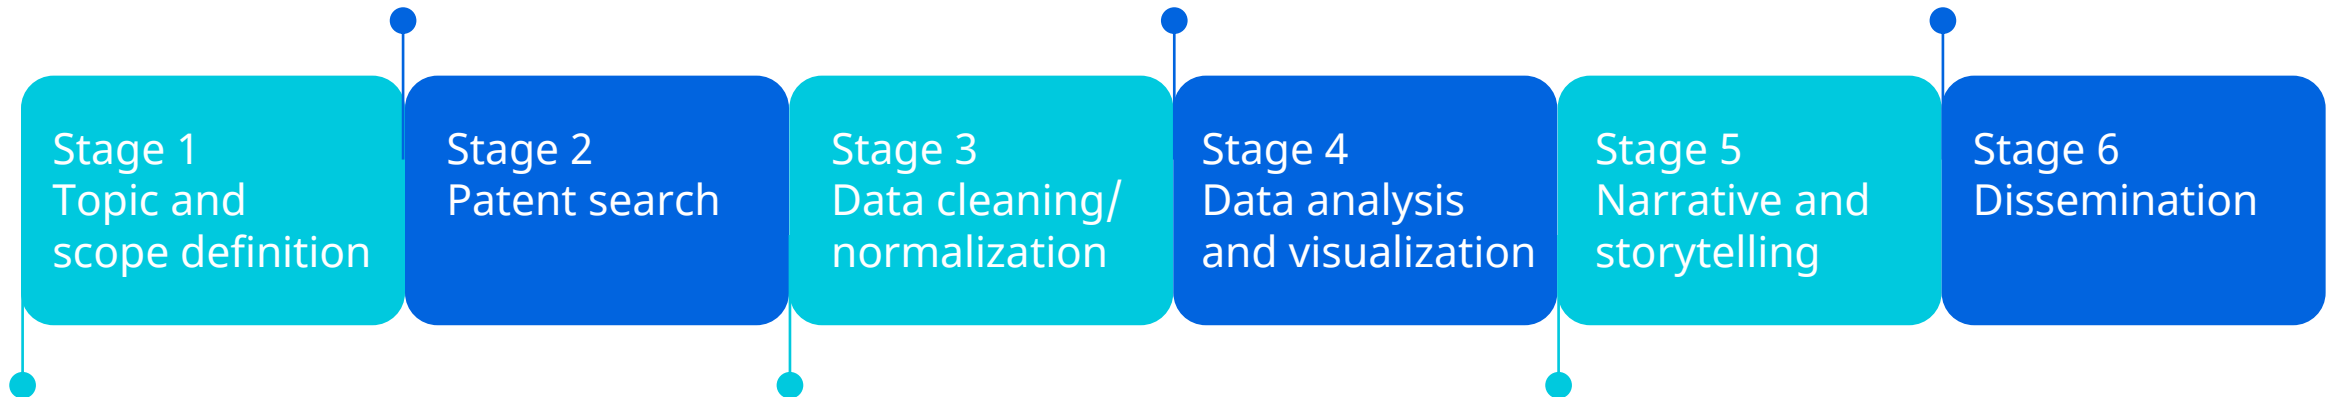 Stage 1
Topic and
scope definition
Stage 2
Patent search
Stage 3
Data cleaning/
normalization
Stage 4
Data analysis
and visualization
Stage 5
Narrative and
storytelling
Stage 6
Dissemination